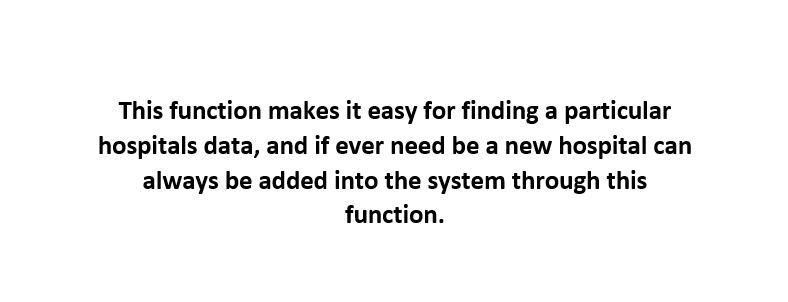 This function makes it easy for finding a particular
hospitals data, and if ever need be a new hospital can
always be added into the system through this
function.